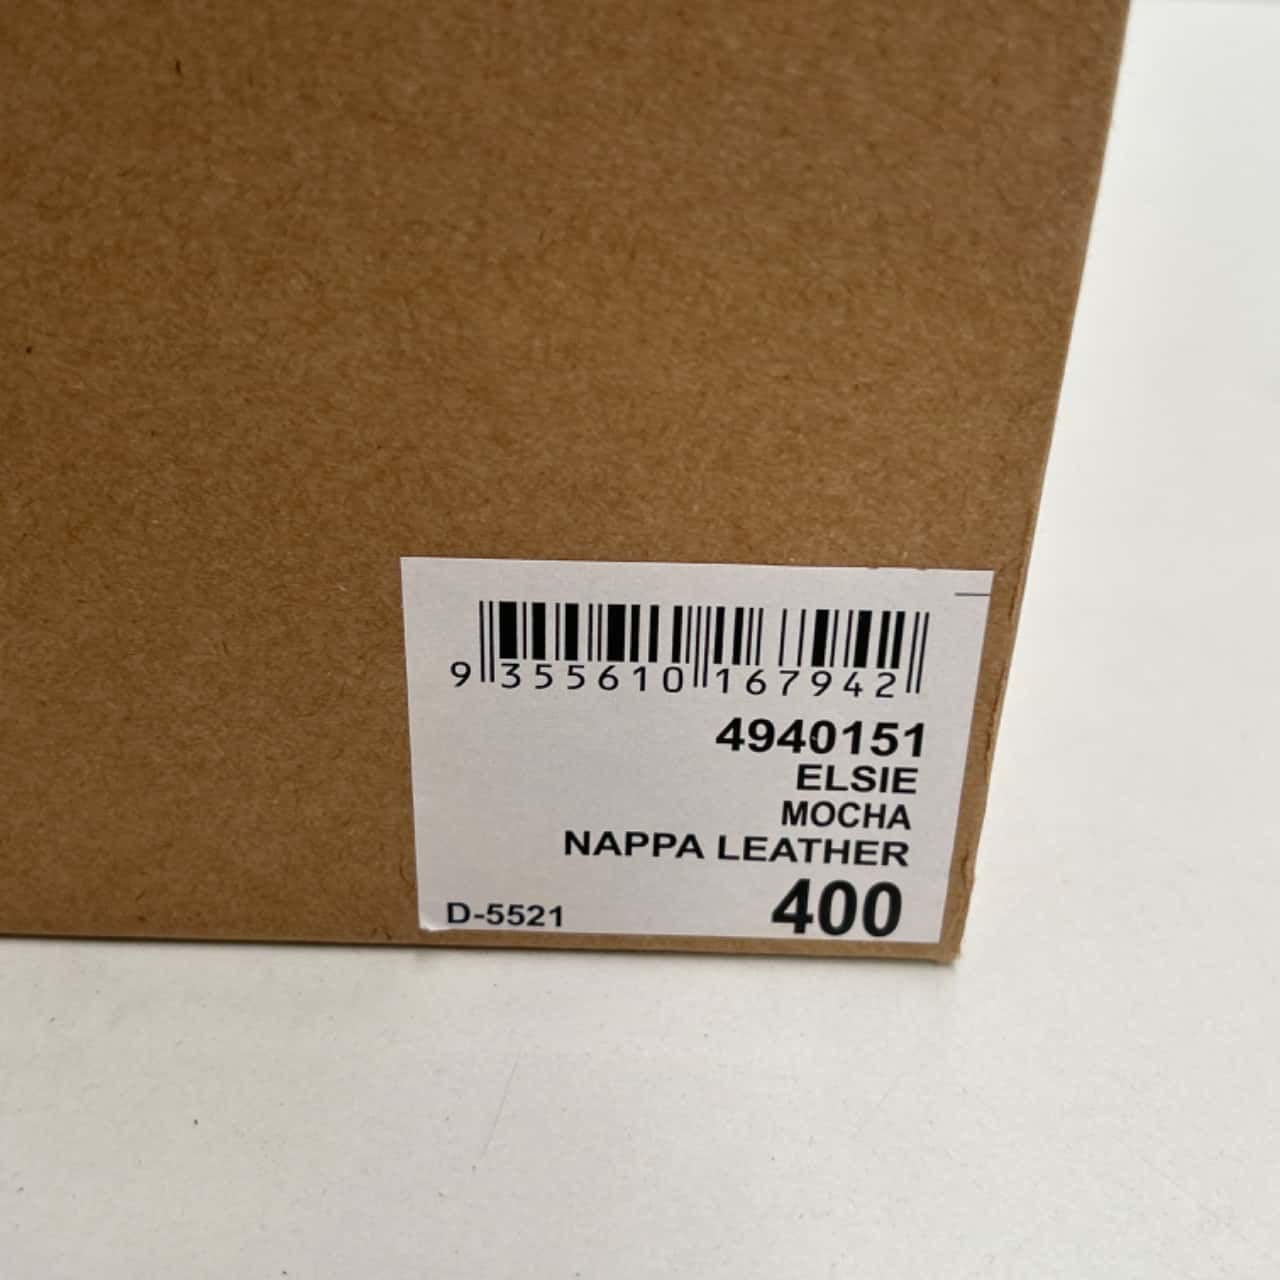 9 355610 167942
4940151
ELSIE
MOCHA
NAPPA LEATHER
D-5521 400